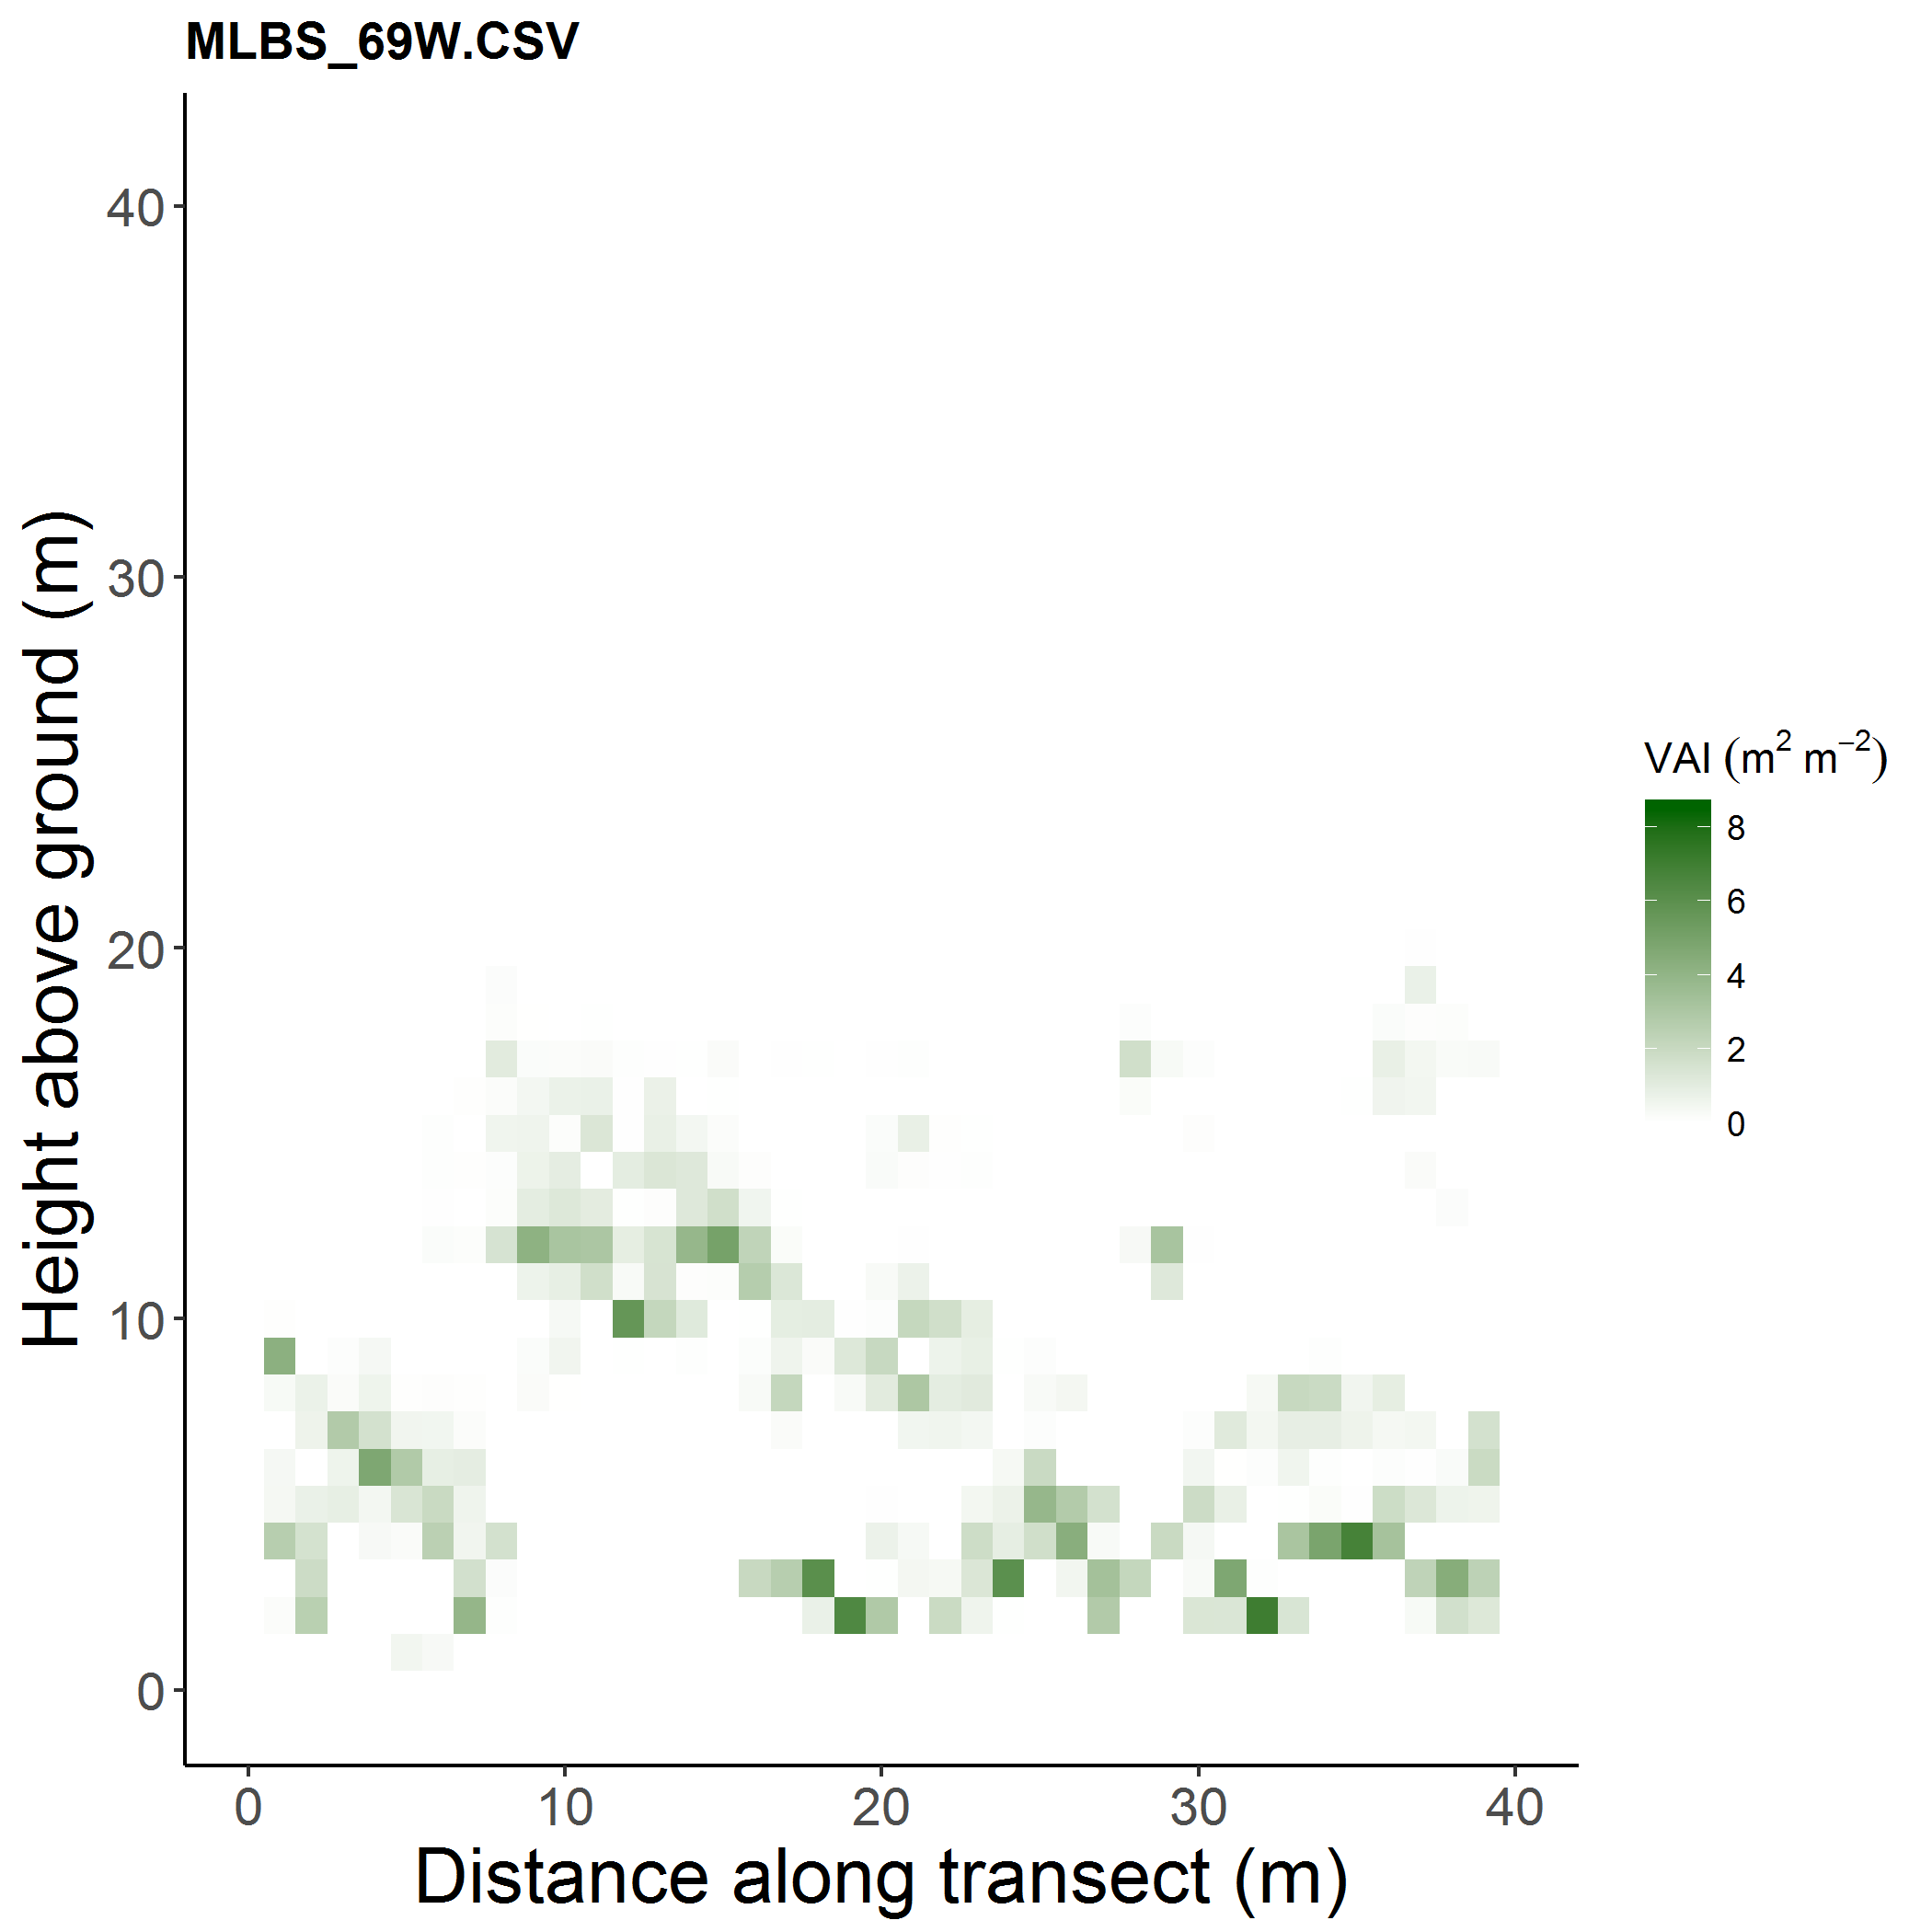 MLBS_69W.CSV
40
30
20
10
0
Height above ground (m)
0 10 20 30 40
Distance along transect (m)
VAI (m² m⁻²)
8
6
4
2
0